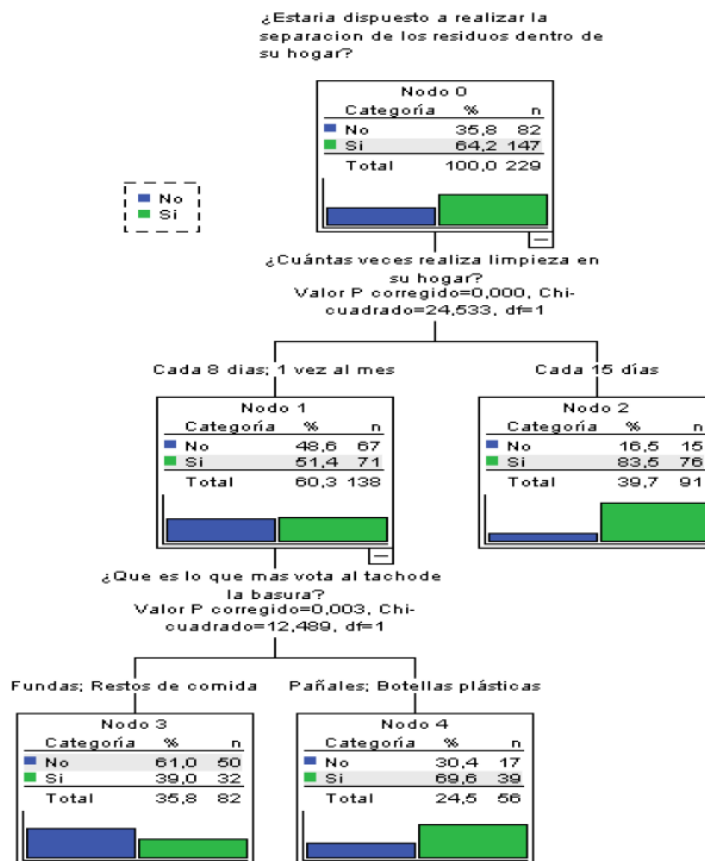 ¿Estaria dispuesto a realizar la
separacion de los residuos dentro de
su hogar?
Nodo 0
Categoría % n
No 35,8 82
Si 64,2 147
Total 100,0 229
No
Si
¿Cuántas veces realiza limpieza en
su hogar?
Valor P corregido=0,000, Chi-
cuadrado=24,533, df=1
Cada 8 dias; 1 vez al mes
Cada 15 días
Nodo 1
Categoría % n
No 48,6 67
Si 51,4 71
Total 60,3 138
Nodo 2
Categoría % n
No 16,5 15
Si 83,5 76
Total 39,7 91
¿Que es lo que mas vota al tachode
la basura?
Valor P corregido=0,003, Chi-
cuadrado=12,489, df=1
Fundas; Restos de comida
Pañales; Botellas plásticas
Nodo 3
Categoría % n
No 61,0 50
Si 39,0 32
Total 35,8 82
Nodo 4
Categoría % n
No 30,4 17
Si 69,6 39
Total 24,5 56